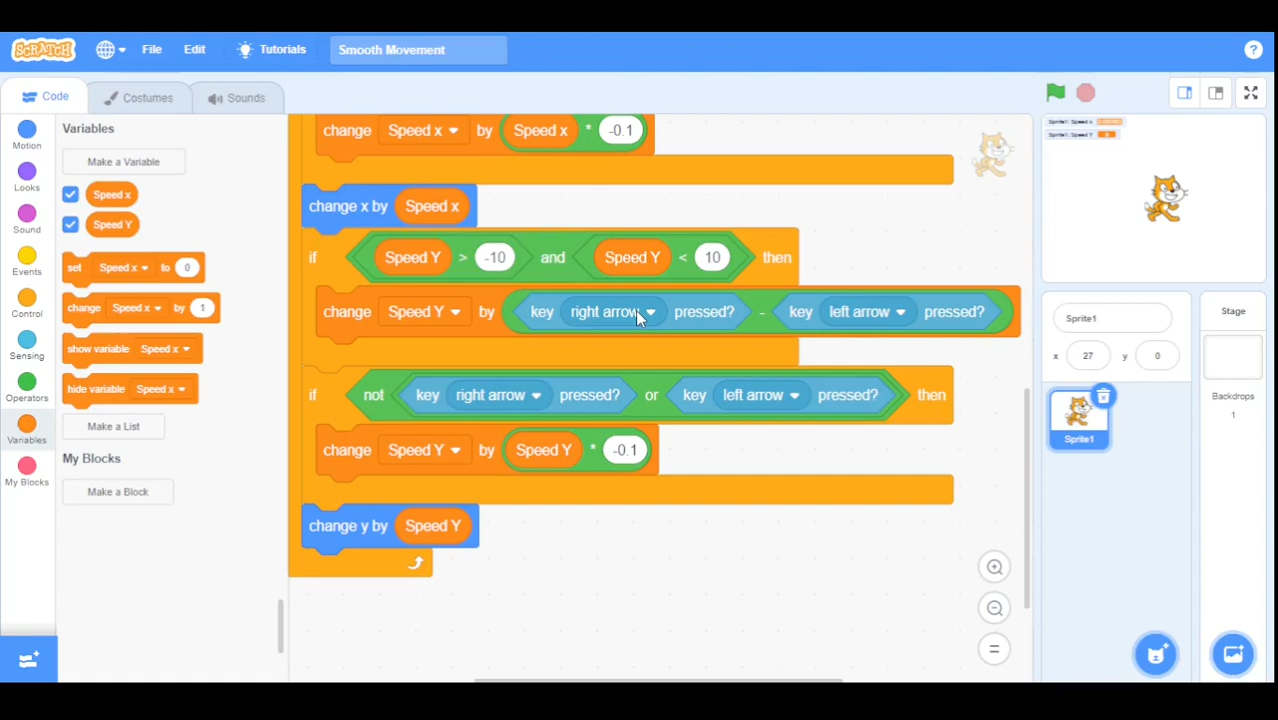 SCRATCH File Edit Tutorials Smooth Movement ?
Code Costumes Sounds
Motion
Looks
Sound
Events
Control
Sensing
Operators
Variables
My Blocks
Variables
Make a Variable
Speed x
Speed Y
set Speed x to 0
change Speed x by 1
show variable Speed x
hide variable Speed x
Make a List
My Blocks
Make a Block
change Speed x by Speed x * -0.1
change x by Speed x
if Speed Y > -10 and Speed Y < 10 then
change Speed Y by key right arrow pressed? - key left arrow pressed?
if not key right arrow pressed? or key left arrow pressed? then
change Speed Y by Speed Y * -0.1
change y by Speed Y
=
Sprite1: Speed x
Sprite1: Speed Y
Sprite1
x 27 y 0
Sprite1
Stage
Backdrops
1